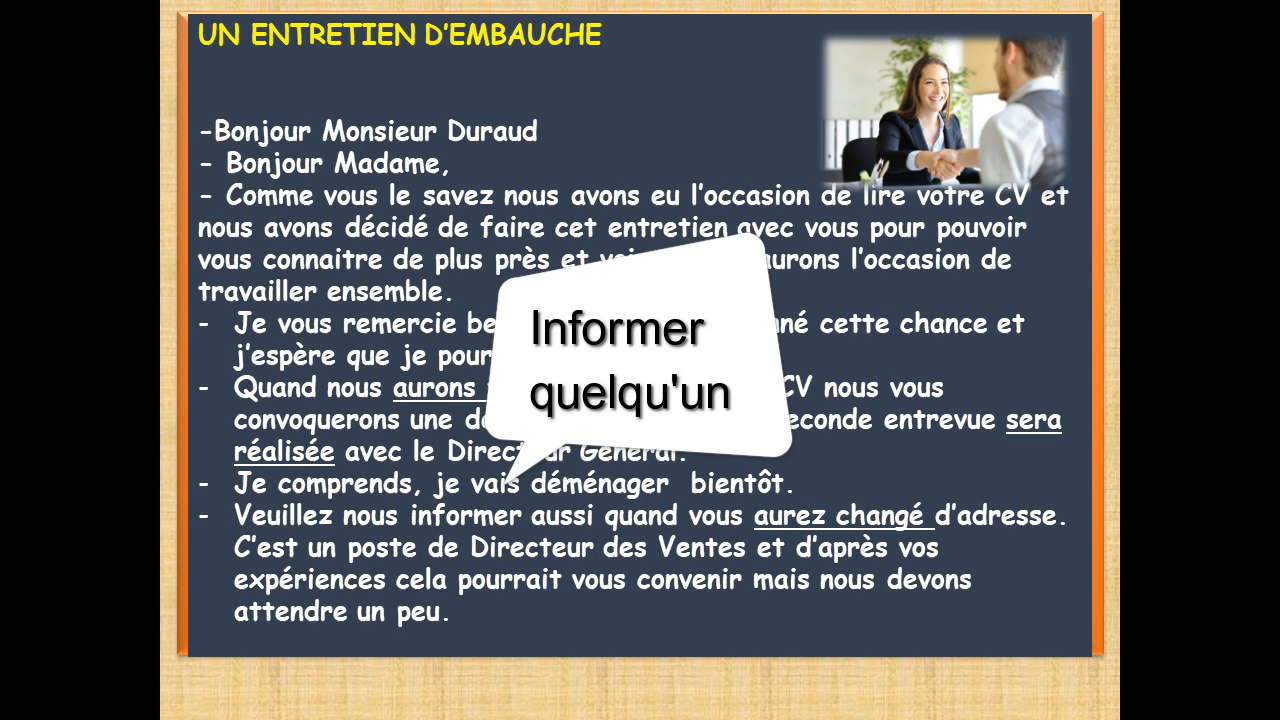 UN ENTRETIEN D’EMBAUCHE
-Bonjour Monsieur Duraud
- Bonjour Madame,
- Comme vous le savez nous avons eu l’occasion de lire votre CV et
nous avons décidé de faire cet entretien avec vous pour pouvoir
vous connaitre de plus près et aurons l’occasion de
travailler ensemble.
- Je vous remercie cette chance et
j’espère que je
- Quand nous aurons CV nous vous
convoquerons une entrevue sera
réalisée avec le Directeur Général.
- Je comprends, je vais déménager bientôt.
- Veuillez nous informer aussi quand vous aurez changé d’adresse.
C’est un poste de Directeur des Ventes et d’après vos
expériences cela pourrait vous convenir mais nous devons
attendre un peu.
Informer
quelqu'un